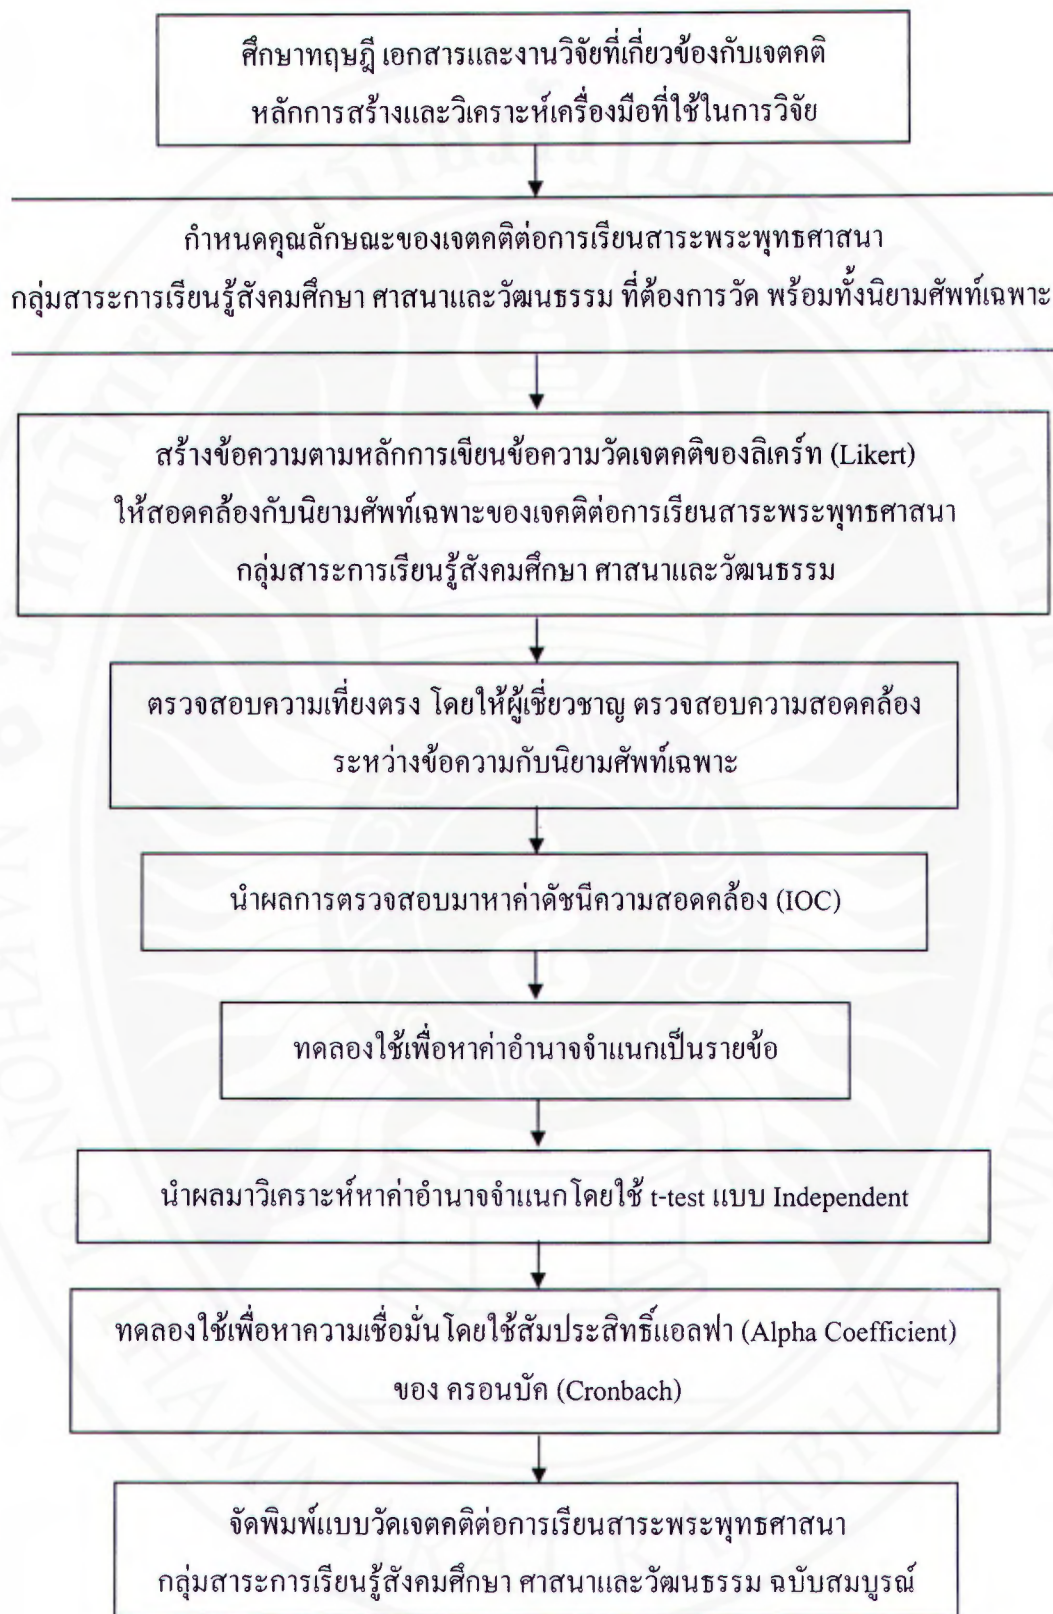 ศึกษาทฤษฎี เอกสารและงานวิจัยที่เกี่ยวข้องกับเจตคติ
หลักการสร้างและวิเคราะห์เครื่องมือที่ใช้ในการวิจัย
กำหนดคุณลักษณะของเจตคติต่อการเรียนสาระพระพุทธศาสนา
กลุ่มสาระการเรียนรู้สังคมศึกษา ศาสนาและวัฒนธรรม ที่ต้องการวัด พร้อมทั้งนิยามศัพท์เฉพาะ
สร้างข้อความตามหลักการเขียนข้อความวัดเจตคติของลิเคร์ท (Likert)
ให้สอดคล้องกับนิยามศัพท์เฉพาะของเจคติต่อการเรียนสาระพระพุทธศาสนา
กลุ่มสาระการเรียนรู้สังคมศึกษา ศาสนาและวัฒนธรรม
ตรวจสอบความเที่ยงตรง โดยให้ผู้เชี่ยวชาญ ตรวจสอบความสอดคล้อง
ระหว่างข้อความกับนิยามศัพท์เฉพาะ
นำผลการตรวจสอบมาหาค่าดัชนีความสอดคล้อง (IOC)
ทดลองใช้เพื่อหาค่าอำนาจจำแนกเป็นรายข้อ
นำผลมาวิเคราะห์หาค่าอำนาจจำแนกโดยใช้ t-test แบบ Independent
ทดลองใช้เพื่อหาความเชื่อมั่นโดยใช้สัมประสิทธิ์แอลฟา (Alpha Coefficient)
ของ ครอนบัค (Cronbach)
จัดพิมพ์แบบวัดเจตคติต่อการเรียนสาระพระพุทธศาสนา
กลุ่มสาระการเรียนรู้สังคมศึกษา ศาสนาและวัฒนธรรม ฉบับสมบูรณ์